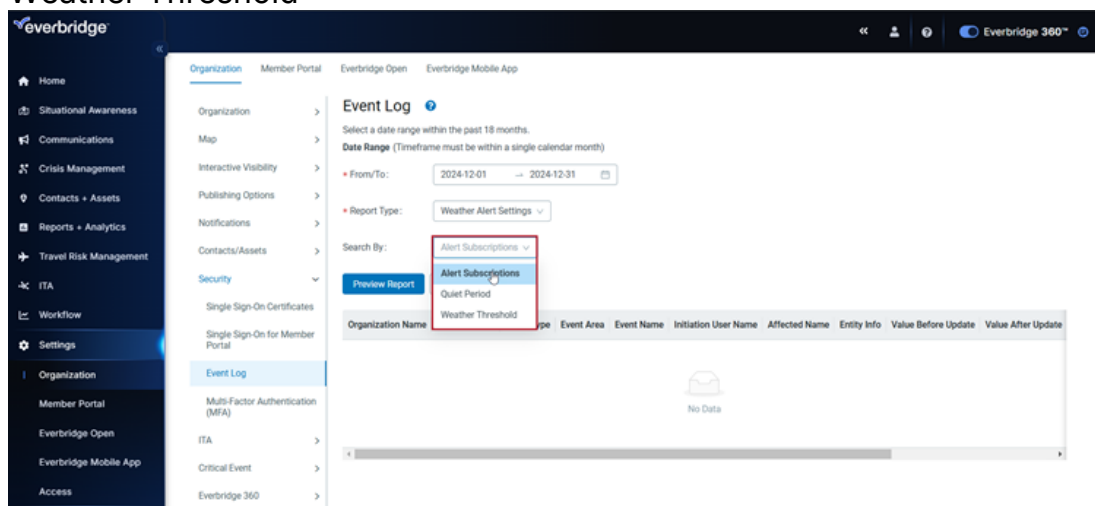 Weather Threshold
everbridge
Everbridge 360™
Home
Situational Awareness
Communications
Crisis Management
Contacts + Assets
Reports + Analytics
Travel Risk Management
ITA
Workflow
Settings
Organization
Member Portal
Everbridge Open
Everbridge Mobile App
Access
Organization Member Portal Everbridge Open Everbridge Mobile App
Organization
Map
Interactive Visibility
Publishing Options
Notifications
Contacts/Assets
Security
Single Sign-On Certificates
Single Sign-On for Member
Portal
Event Log
Multi-Factor Authentication
(MFA)
ITA
Critical Event
Everbridge 360
Event Log
Select a date range within the past 18 months.
Date Range (Timeframe must be within a single calendar month)
* From/To: 2024-12-01 → 2024-12-31
* Report Type: Weather Alert Settings
Search By: Alert Subscriptions
Alert Subscriptions
Quiet Period
Weather Threshold
Preview Report
Organization Name Event Area Event Name Initiation User Name Affected Name Entity Info Value Before Update Value After Update
No Data